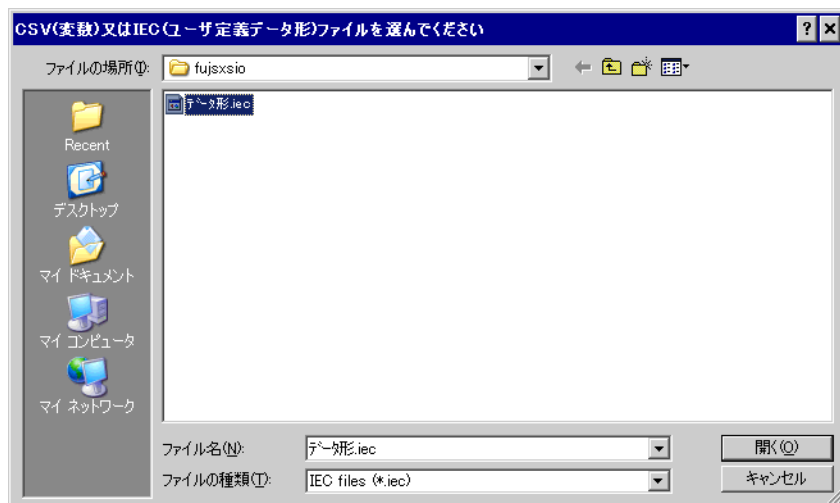 CSV(変数)又はIEC(ユーザ定義データ形)ファイルを選んでください
ファイルの場所(I):
fujsxsio
データ形.iec
Recent
デスクトップ
マイ ドキュメント
マイ コンピュータ
マイ ネットワーク
ファイル名(N):
データ形.iec
開く(O)
ファイルの種類(T):
IEC files (*.iec)
キャンセル